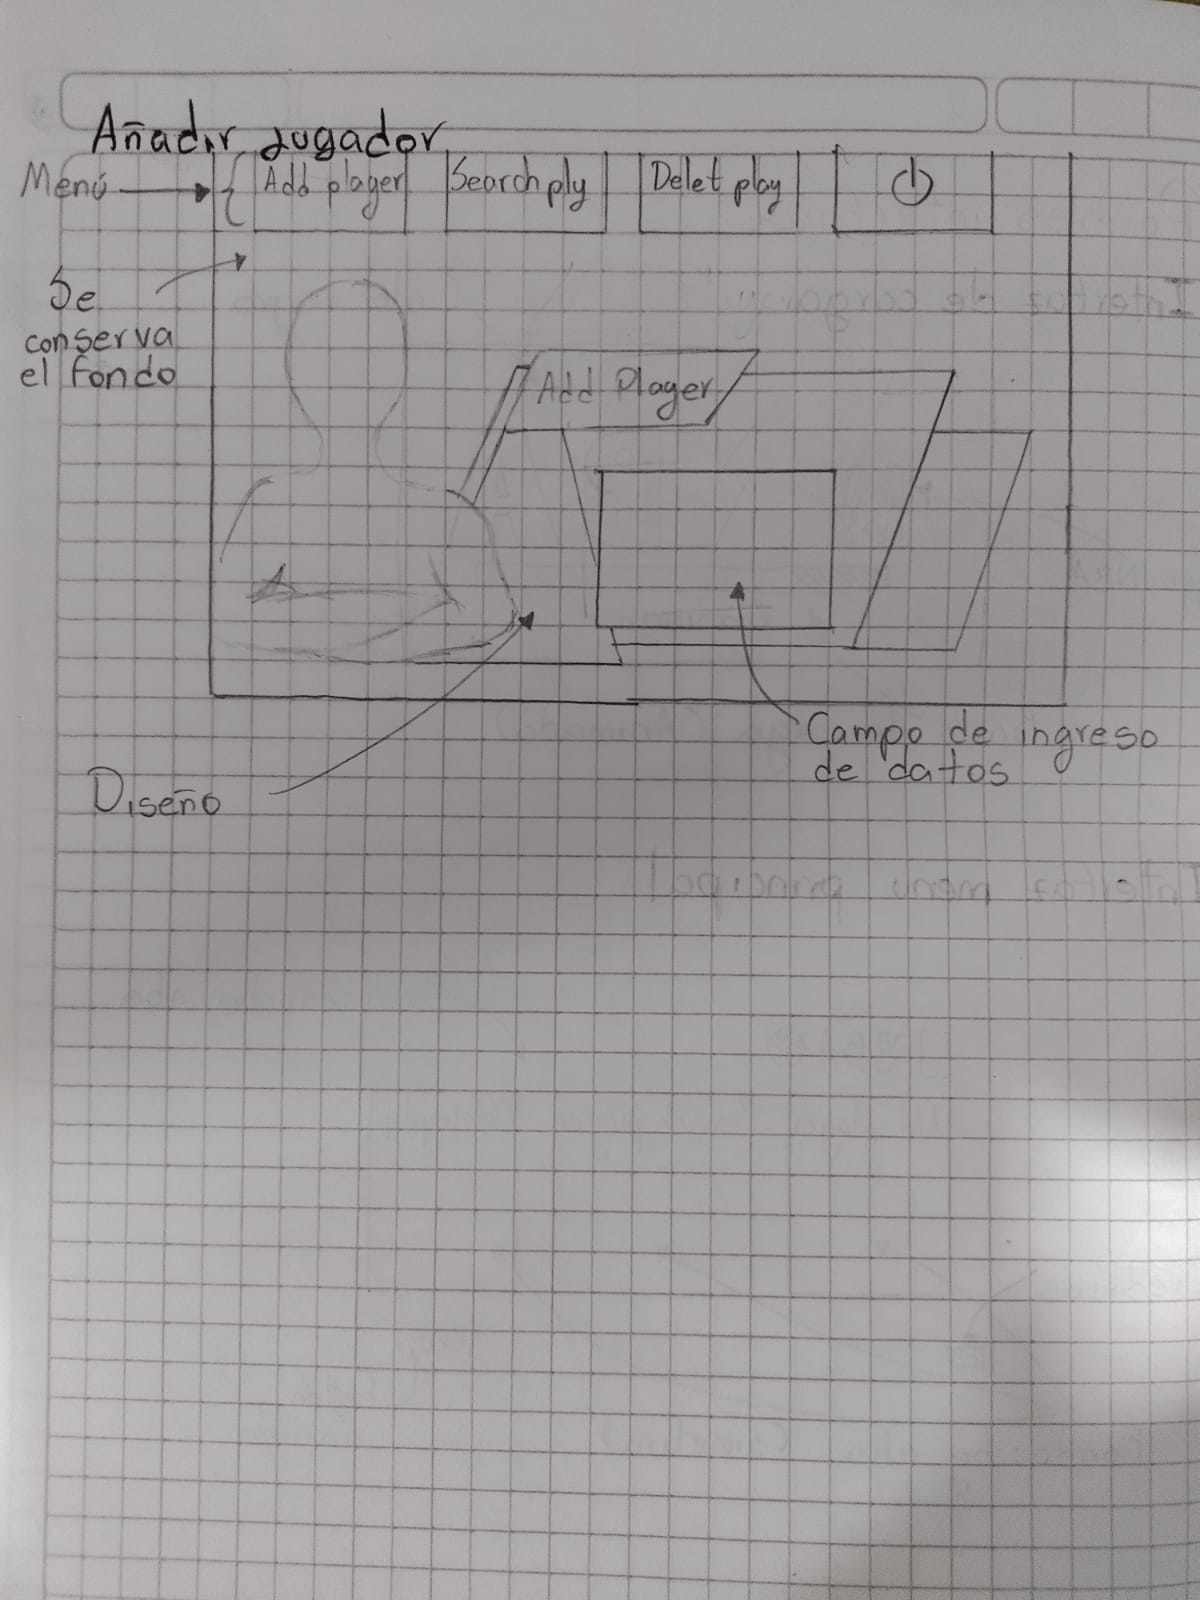 Añadir Jugador
Menú
Add player
Search ply
Delet play
Se
conserva
el fondo
Add Player
Campo de ingreso
de datos
Diseño